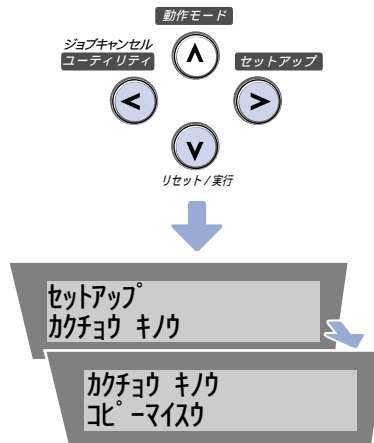 動作モード
ジョブキャンセル
ユーティリティ
セットアップ
リセット/実行
セットアップ
カクチョウ キノウ
カクチョウ キノウ
コピーマイスウ